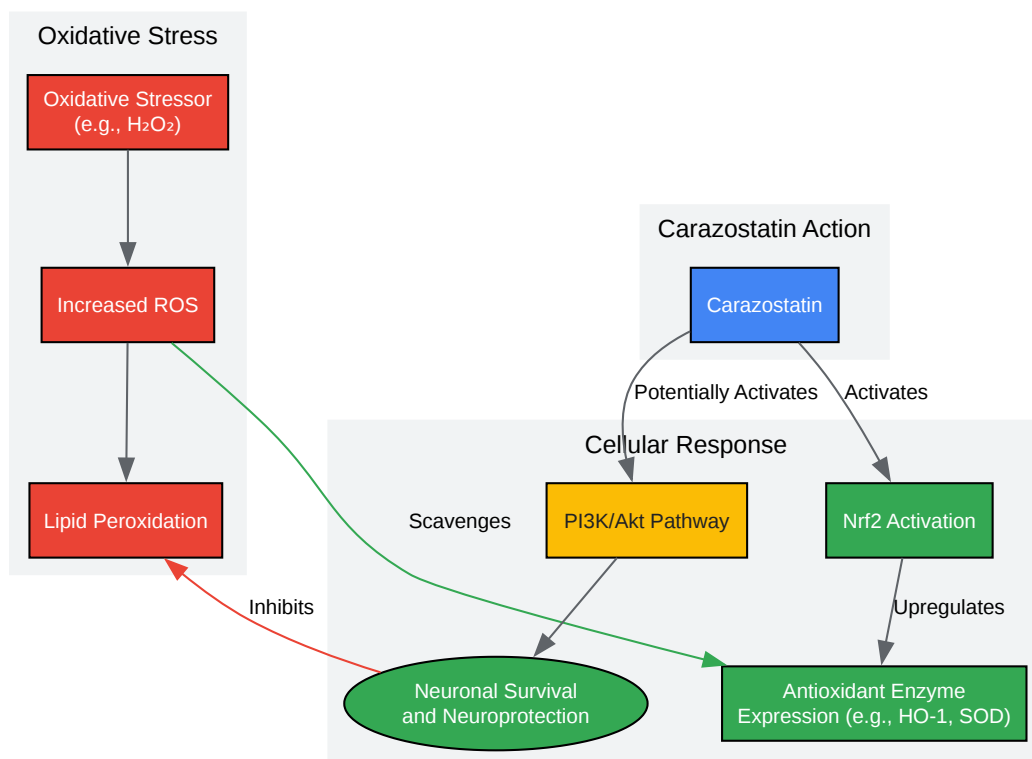 Oxidative Stress
Oxidative Stressor
(e.g., H₂O₂)
Increased ROS
Lipid Peroxidation
Carazostatin Action
Carazostatin
Potentially Activates
Activates
Cellular Response
Scavenges
PI3K/Akt Pathway
Nrf2 Activation
Inhibits
Upregulates
Neuronal Survival
and Neuroprotection
Antioxidant Enzyme
Expression (e.g., HO-1, SOD)